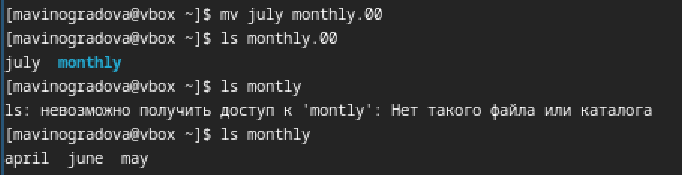 [mavinogradova@vbox ~]$ mv july monthly.00
[mavinogradova@vbox ~]$ ls monthly.00
july  monthly
[mavinogradova@vbox ~]$ ls montly
ls: невозможно получить доступ к 'montly': Нет такого файла или каталога
[mavinogradova@vbox ~]$ ls monthly
april  june  may